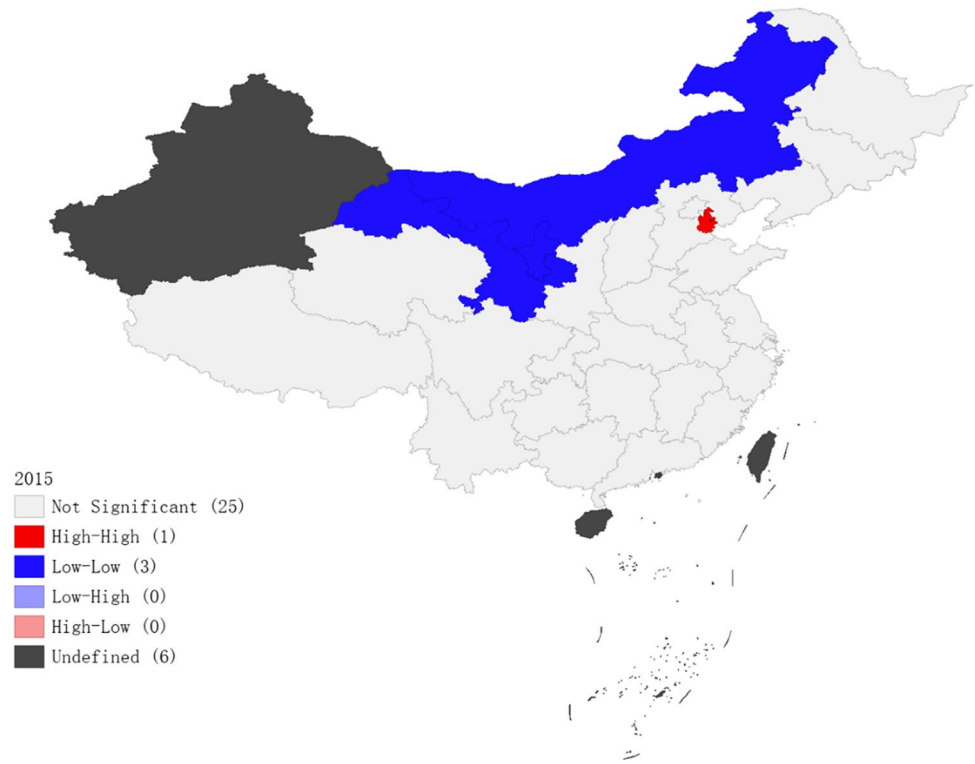 2015
Not Significant (25)
High-High (1)
Low-Low (3)
Low-High (0)
High-Low (0)
Undefined (6)